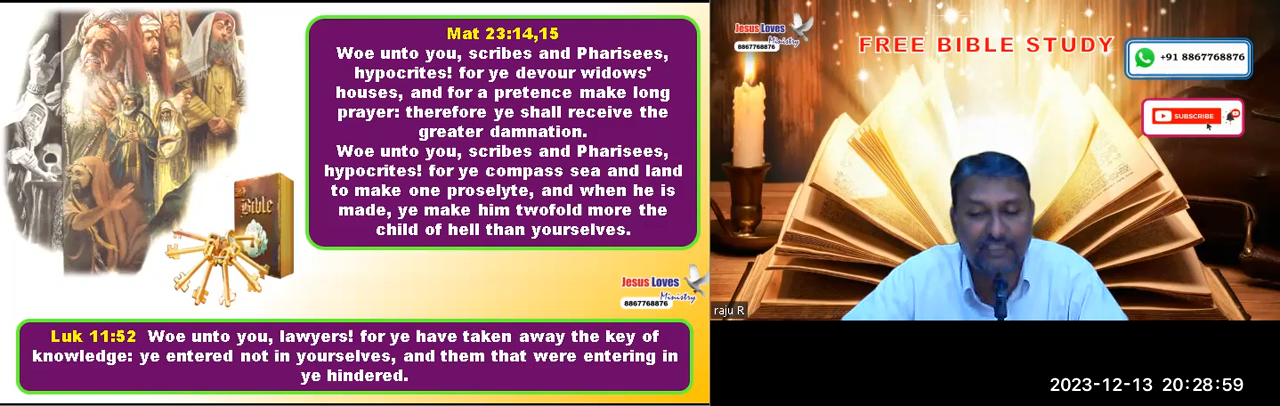 Mat 23:14,15
Woe unto you, scribes and Pharisees,
hypocrites! for ye devour widows'
houses, and for a pretence make long
prayer: therefore ye shall receive the
greater damnation.
Woe unto you, scribes and Pharisees,
hypocrites! for ye compass sea and land
to make one proselyte, and when he is
made, ye make him twofold more the
child of hell than yourselves.
Bible
Jesus Loves
Ministry
8867768876
Luk 11:52 Woe unto you, lawyers! for ye have taken away the key of
knowledge: ye entered not in yourselves, and them that were entering in
ye hindered.
Jesus Loves
Ministry
8867768876
FREE BIBLE STUDY
+91 8867768876
SUBSCRIBE
raju R
2023-12-13 20:28:59